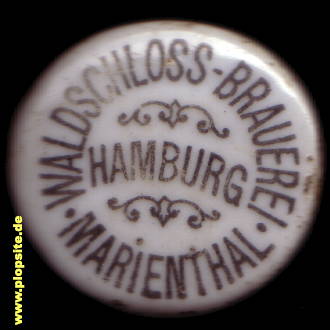 WALDSCHLOSS-BRAUEREI
HAMBURG
· MARIENTHAL ·
www.plopsite.de